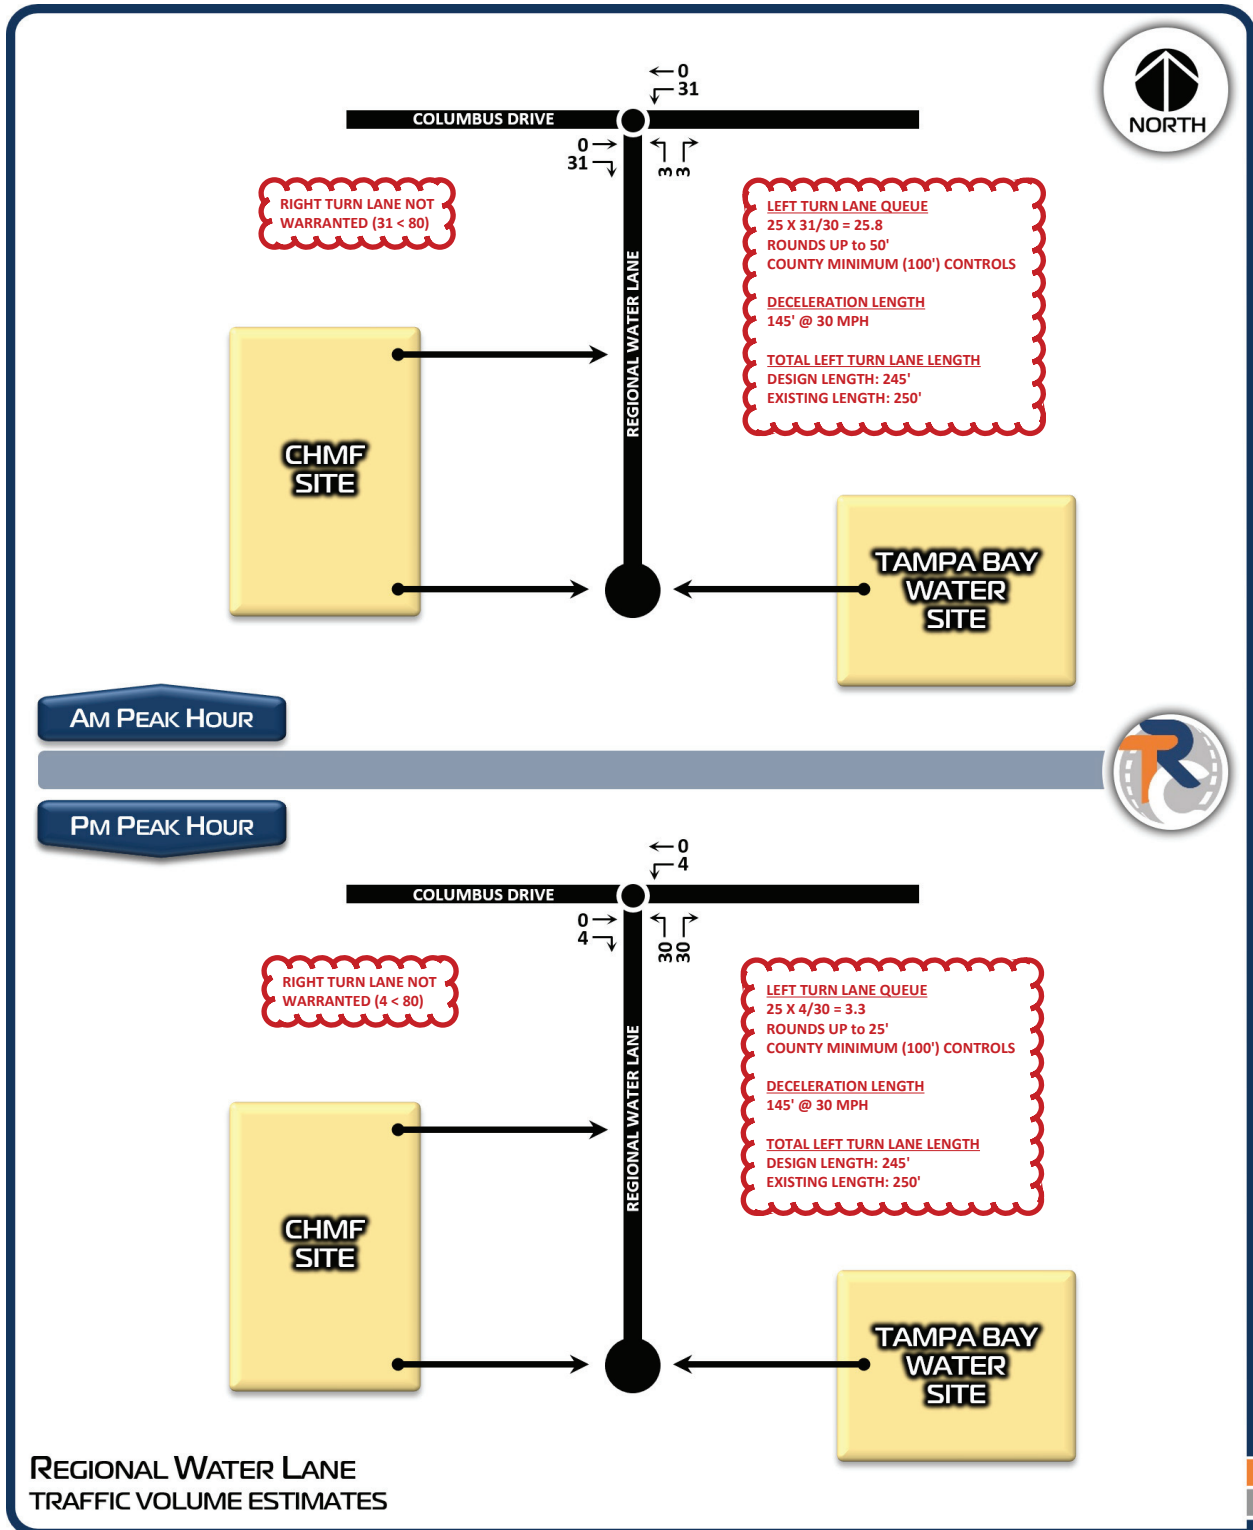 NORTH
0
31
COLUMBUS DRIVE
0
31
3
3
RIGHT TURN LANE NOT
WARRANTED (31 < 80)
LEFT TURN LANE QUEUE
25 X 31/30 = 25.8
ROUNDS UP to 50'
COUNTY MINIMUM (100') CONTROLS
DECELERATION LENGTH
145' @ 30 MPH
TOTAL LEFT TURN LANE LENGTH
DESIGN LENGTH: 245'
EXISTING LENGTH: 250'
REGIONAL WATER LANE
CHMF
SITE
TAMPA BAY
WATER
SITE
AM PEAK HOUR
TRC
PM PEAK HOUR
0
4
COLUMBUS DRIVE
0
4
30
30
RIGHT TURN LANE NOT
WARRANTED (4 < 80)
LEFT TURN LANE QUEUE
25 X 4/30 = 3.3
ROUNDS UP to 25'
COUNTY MINIMUM (100') CONTROLS
DECELERATION LENGTH
145' @ 30 MPH
TOTAL LEFT TURN LANE LENGTH
DESIGN LENGTH: 245'
EXISTING LENGTH: 250'
REGIONAL WATER LANE
CHMF
SITE
TAMPA BAY
WATER
SITE
REGIONAL WATER LANE
TRAFFIC VOLUME ESTIMATES